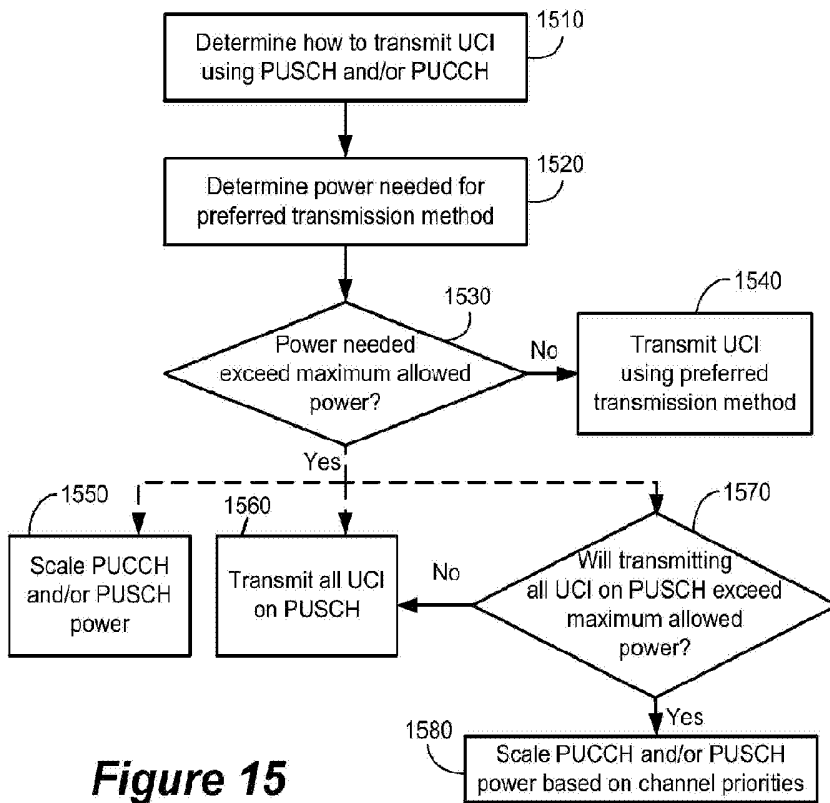 1510
Determine how to transmit UCI
using PUSCH and/or PUCCH
1520
Determine power needed for
preferred transmission method
1530
Power needed
exceed maximum allowed
power?
No
1540
Transmit UCI
using preferred
transmission method
Yes
1550
Scale PUCCH
and/or PUSCH
power
1560
Transmit all UCI
on PUSCH
No
1570
Will transmitting
all UCI on PUSCH exceed
maximum allowed
power?
Yes
1580
Scale PUCCH and/or PUSCH
power based on channel priorities
Figure 15